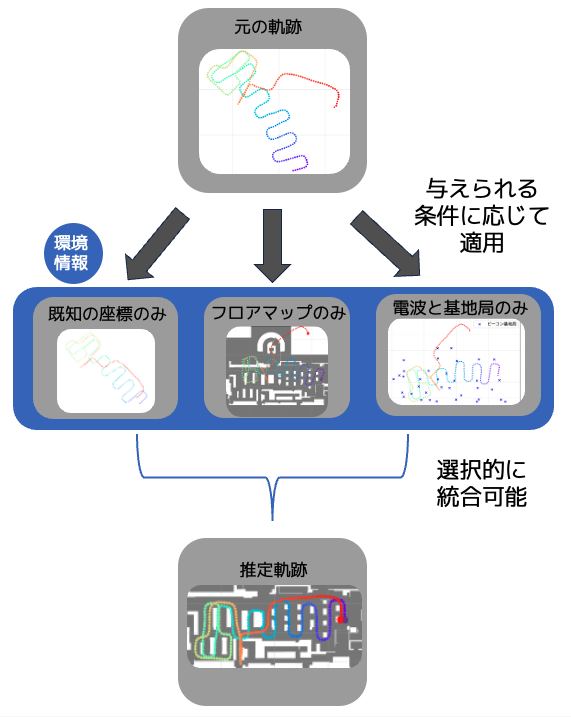 元の軌跡
与えられる
条件に応じて
適用
環境
情報
既知の座標のみ
フロアマップのみ
電波と基地局のみ
ビーコン基地局
選択的に
統合可能
推定軌跡